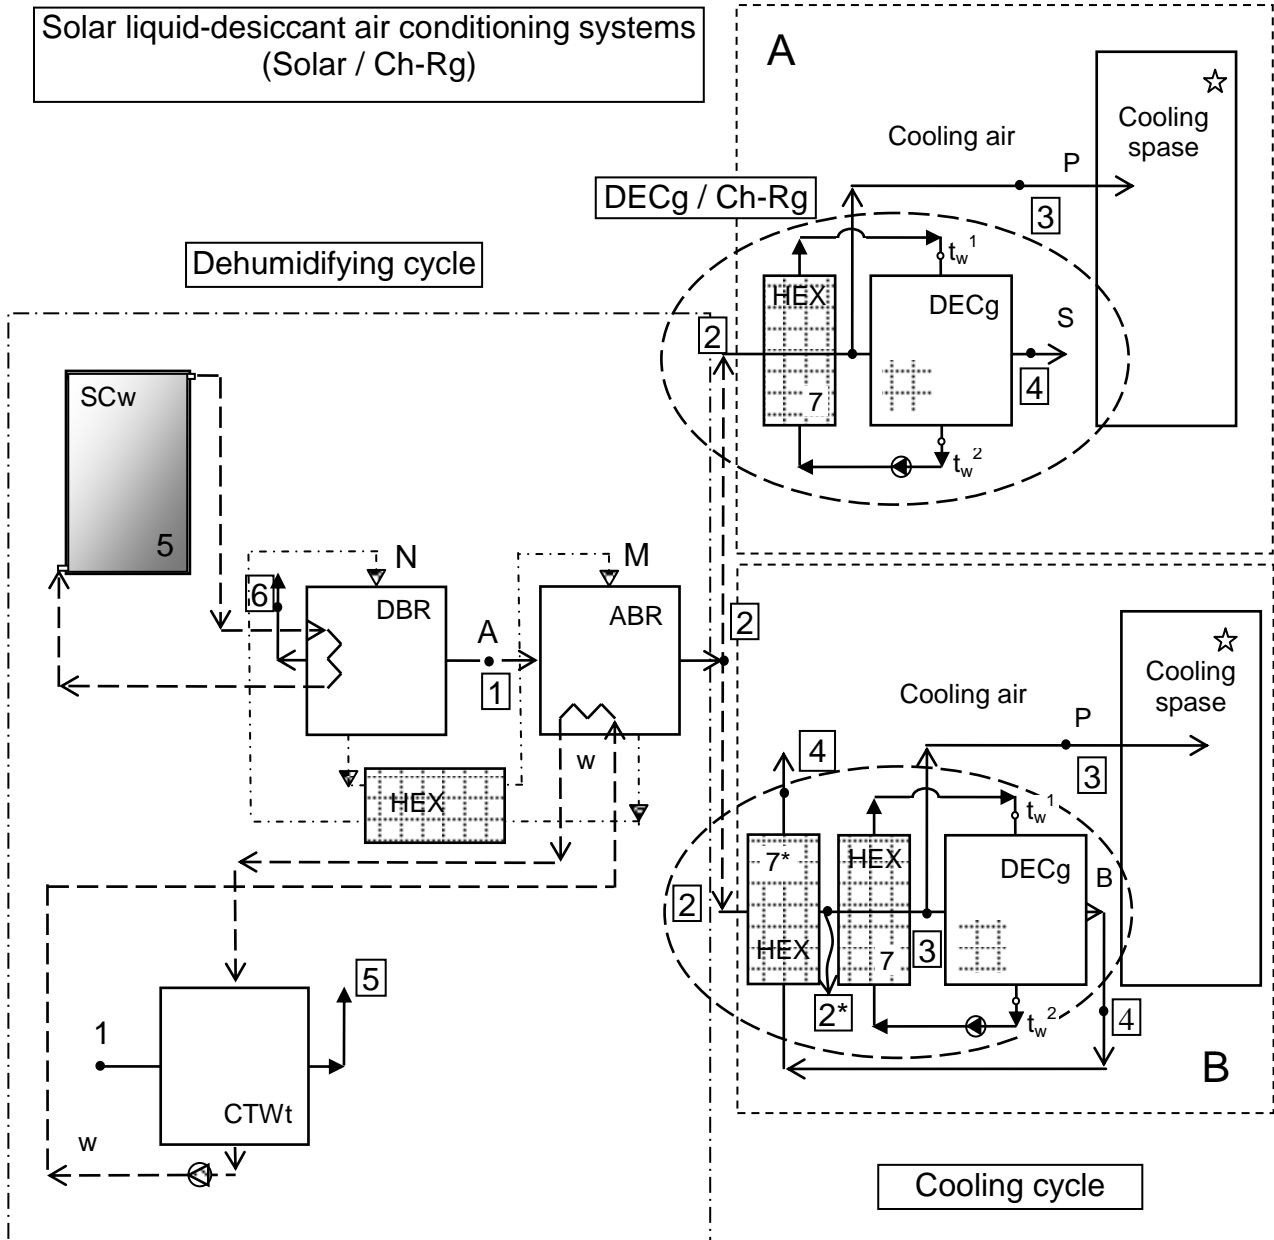 Solar liquid-desiccant air conditioning systems
(Solar / Ch-Rg)
A
Cooling
spase
Cooling air
P
3
DECg / Ch-Rg
tw1
HEX
DECg
S
2
7
4
tw2
Dehumidifying cycle
SCw
5
N
M
6
DBR
ABR
A
1
2
w
HEX
Cooling
spase
Cooling air
P
3
4
tw1
7*
HEX
DECg
B
2
HEX
7
3
2*
tw2
4
B
5
1
CTWt
w
Cooling cycle